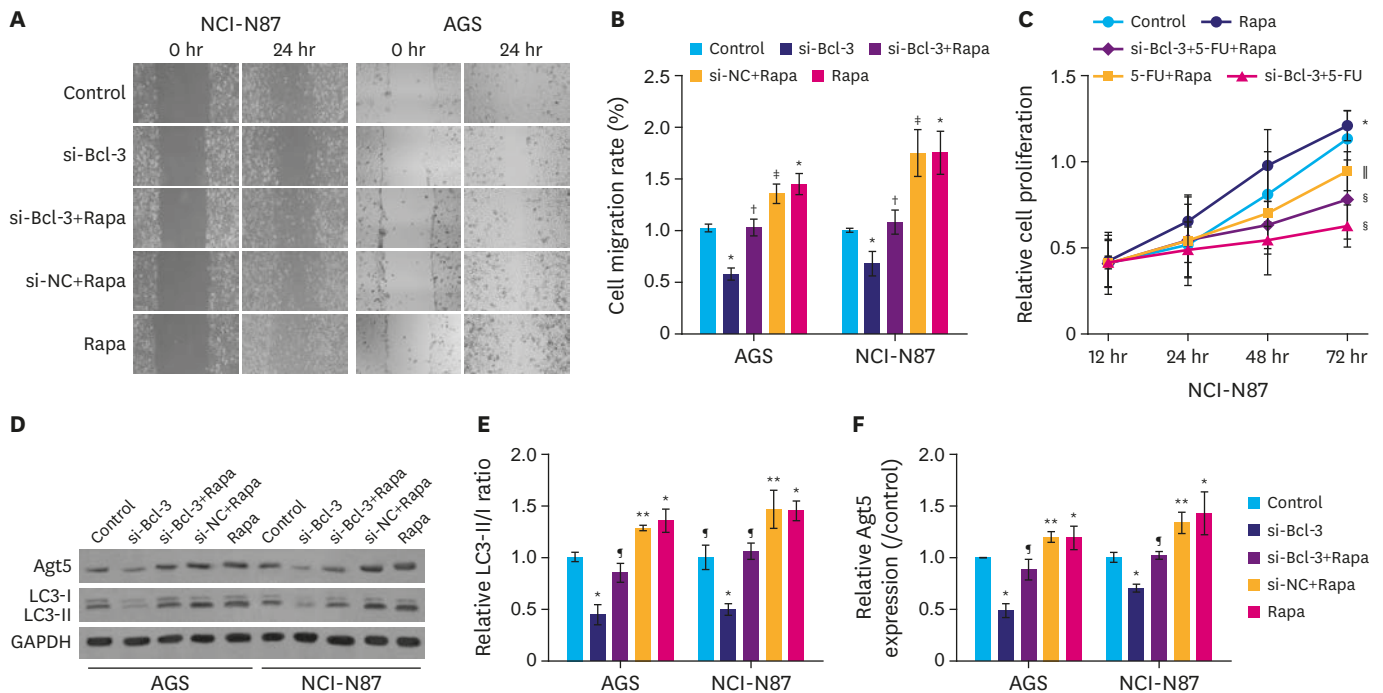 A
NCI-N87 AGS
0 hr 24 hr 0 hr 24 hr
Control
si-Bcl-3
si-Bcl-3+Rapa
si-NC+Rapa
Rapa
B
Control si-Bcl-3 si-Bcl-3+Rapa
si-NC+Rapa Rapa
Cell migration rate (%)
2.5
2.0
1.5
1.0
0.5
0
* † ‡ *
* † ‡ *
AGS NCI-N87
C
Control Rapa
si-Bcl-3+5-FU+Rapa
5-FU+Rapa si-Bcl-3+5-FU
Relative cell proliferation
1.5
1.0
0.5
0
*
‖
§
§
12 hr 24 hr 48 hr 72 hr
NCI-N87
D
Control si-Bcl-3 si-Bcl-3+Rapa si-NC+Rapa Rapa Control si-Bcl-3 si-Bcl-3+Rapa si-NC+Rapa Rapa
Agt5
LC3-I
LC3-II
GAPDH
AGS NCI-N87
E
Relative LC3-II/I ratio
2.0
1.5
1.0
0.5
0
* ¶ ** *
¶ * ¶ ** *
AGS NCI-N87
F
Relative Agt5
expression (/control)
2.0
1.5
1.0
0.5
0
* ¶ ** *
* ¶ ** *
AGS NCI-N87
Control
si-Bcl-3
si-Bcl-3+Rapa
si-NC+Rapa
Rapa